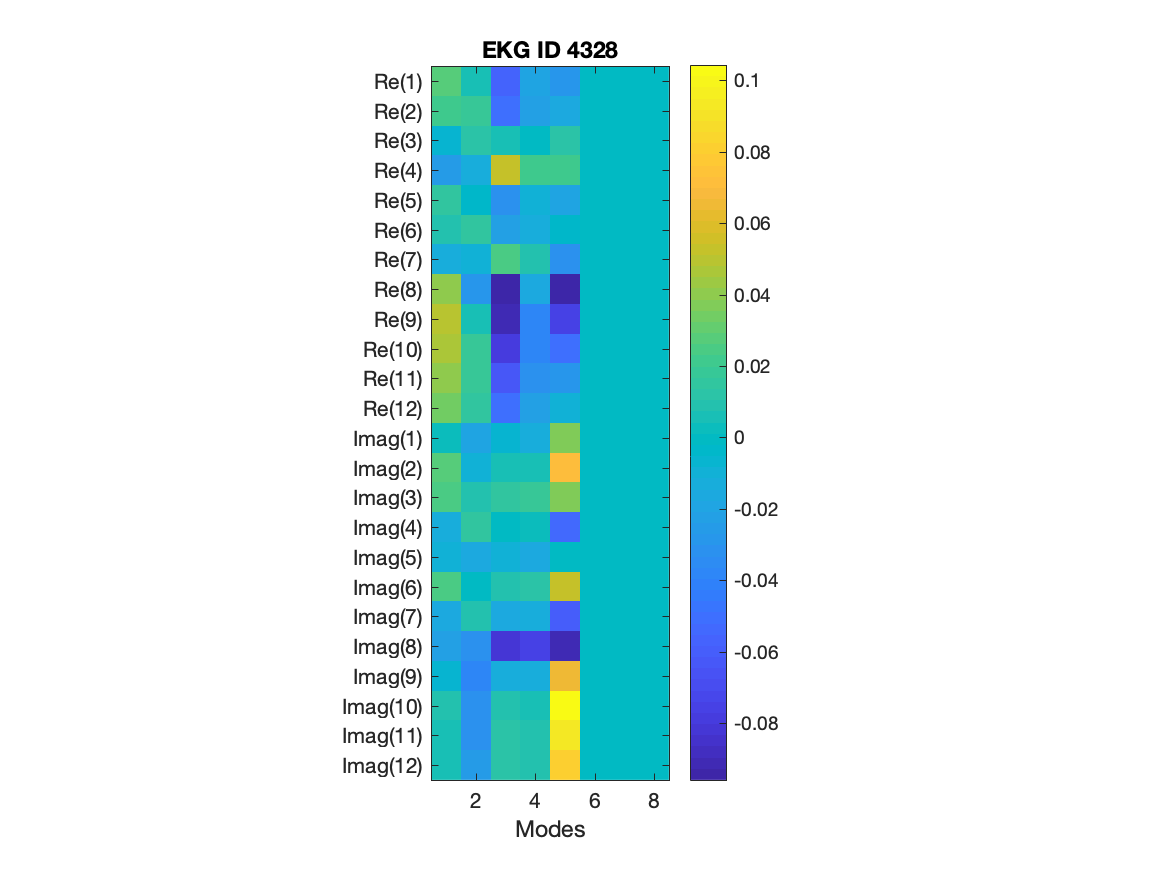 EKG ID 4328
Re(1)
Re(2)
Re(3)
Re(4)
Re(5)
Re(6)
Re(7)
Re(8)
Re(9)
Re(10)
Re(11)
Re(12)
Imag(1)
Imag(2)
Imag(3)
Imag(4)
Imag(5)
Imag(6)
Imag(7)
Imag(8)
Imag(9)
Imag(10)
Imag(11)
Imag(12)
2 4 6 8
Modes
0.1
0.08
0.06
0.04
0.02
0
-0.02
-0.04
-0.06
-0.08